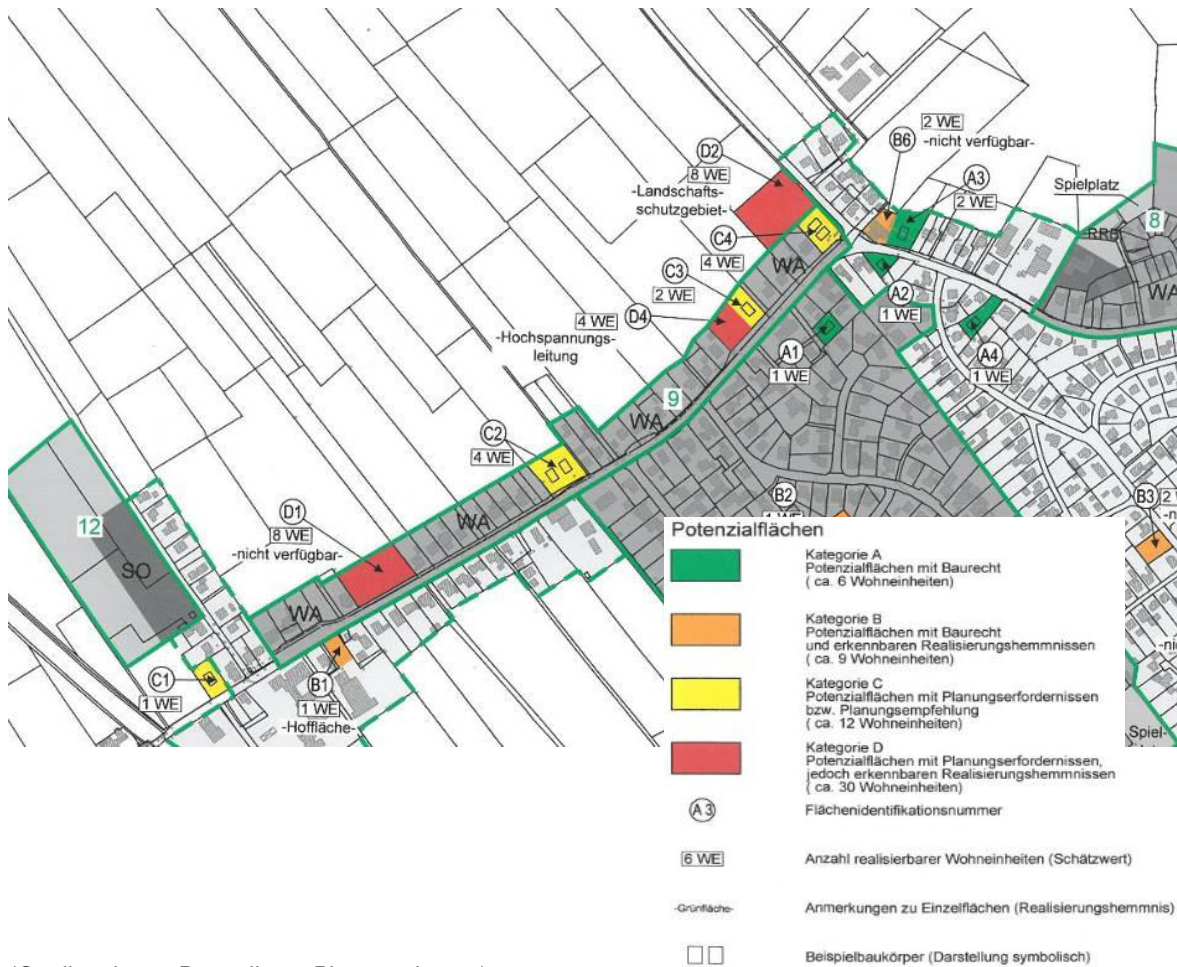 2 WE
B6
-nicht verfügbar-
D2
8 WE
-Landschafts-
schutzgebiet-
A3
2 WE
Spielplatz
8
RRB
WA
C4
4 WE
WA
C3
2 WE
A2
1 WE
4 WE
D4
-Hochspannungs-
leitung
A1
1 WE
A4
1 WE
9
WA
C2
4 WE
B2
B3
D1
8 WE
-nicht verfügbar-
WA
12
SO
WA
C1
1 WE
B1
1 WE
-Hoffläche-
Spiel-
Potenzialflächen
Kategorie A
Potenzialflächen mit Baurecht
( ca. 6 Wohneinheiten)
Kategorie B
Potenzialflächen mit Baurecht
und erkennbaren Realisierungshemmnissen
( ca. 9 Wohneinheiten)
Kategorie C
Potenzialflächen mit Planungserfordernissen
bzw. Planungsempfehlung
( ca. 12 Wohneinheiten)
Kategorie D
Potenzialflächen mit Planungserfordernissen,
jedoch erkennbaren Realisierungshemmnissen
( ca. 30 Wohneinheiten)
A 3 Flächenidentifikationsnummer
6 WE Anzahl realisierbarer Wohneinheiten (Schätzwert)
-Grünfläche- Anmerkungen zu Einzelflächen (Realisierungshemmnis)
Beispielbaukörper (Darstellung symbolisch)